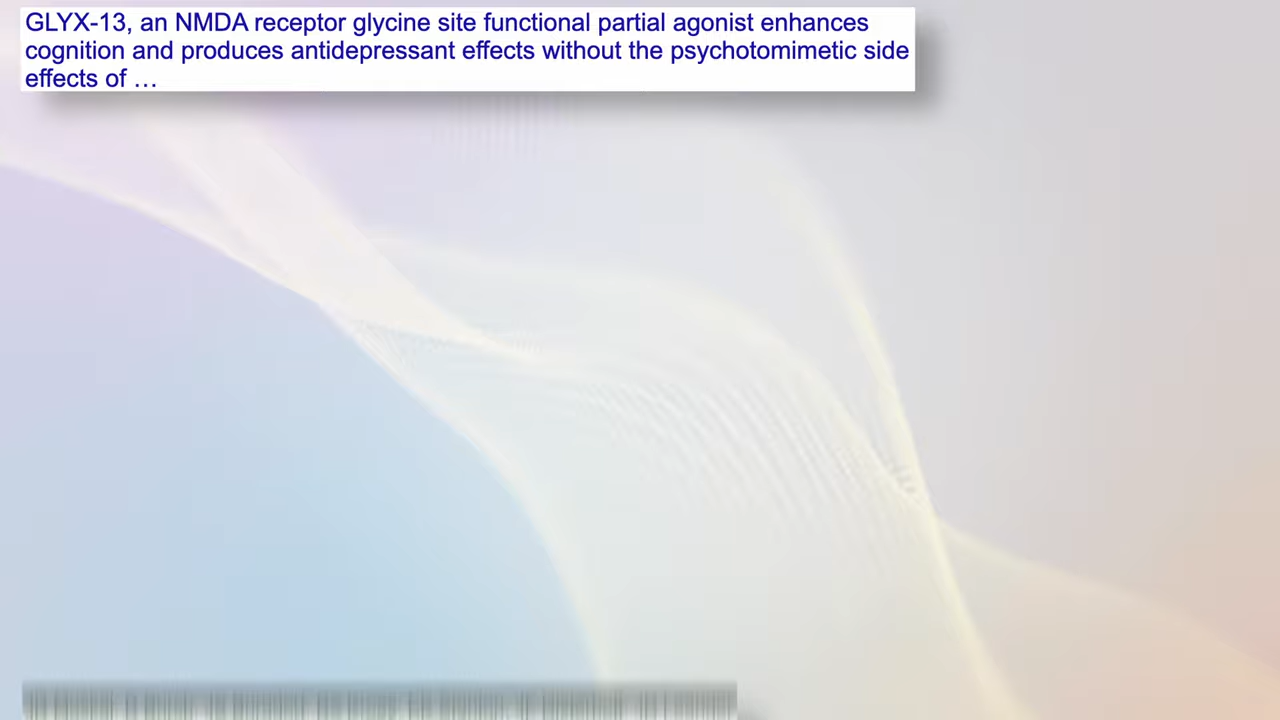 GLYX-13, an NMDA receptor glycine site functional partial agonist enhances
cognition and produces antidepressant effects without the psychotomimetic side
effects of …